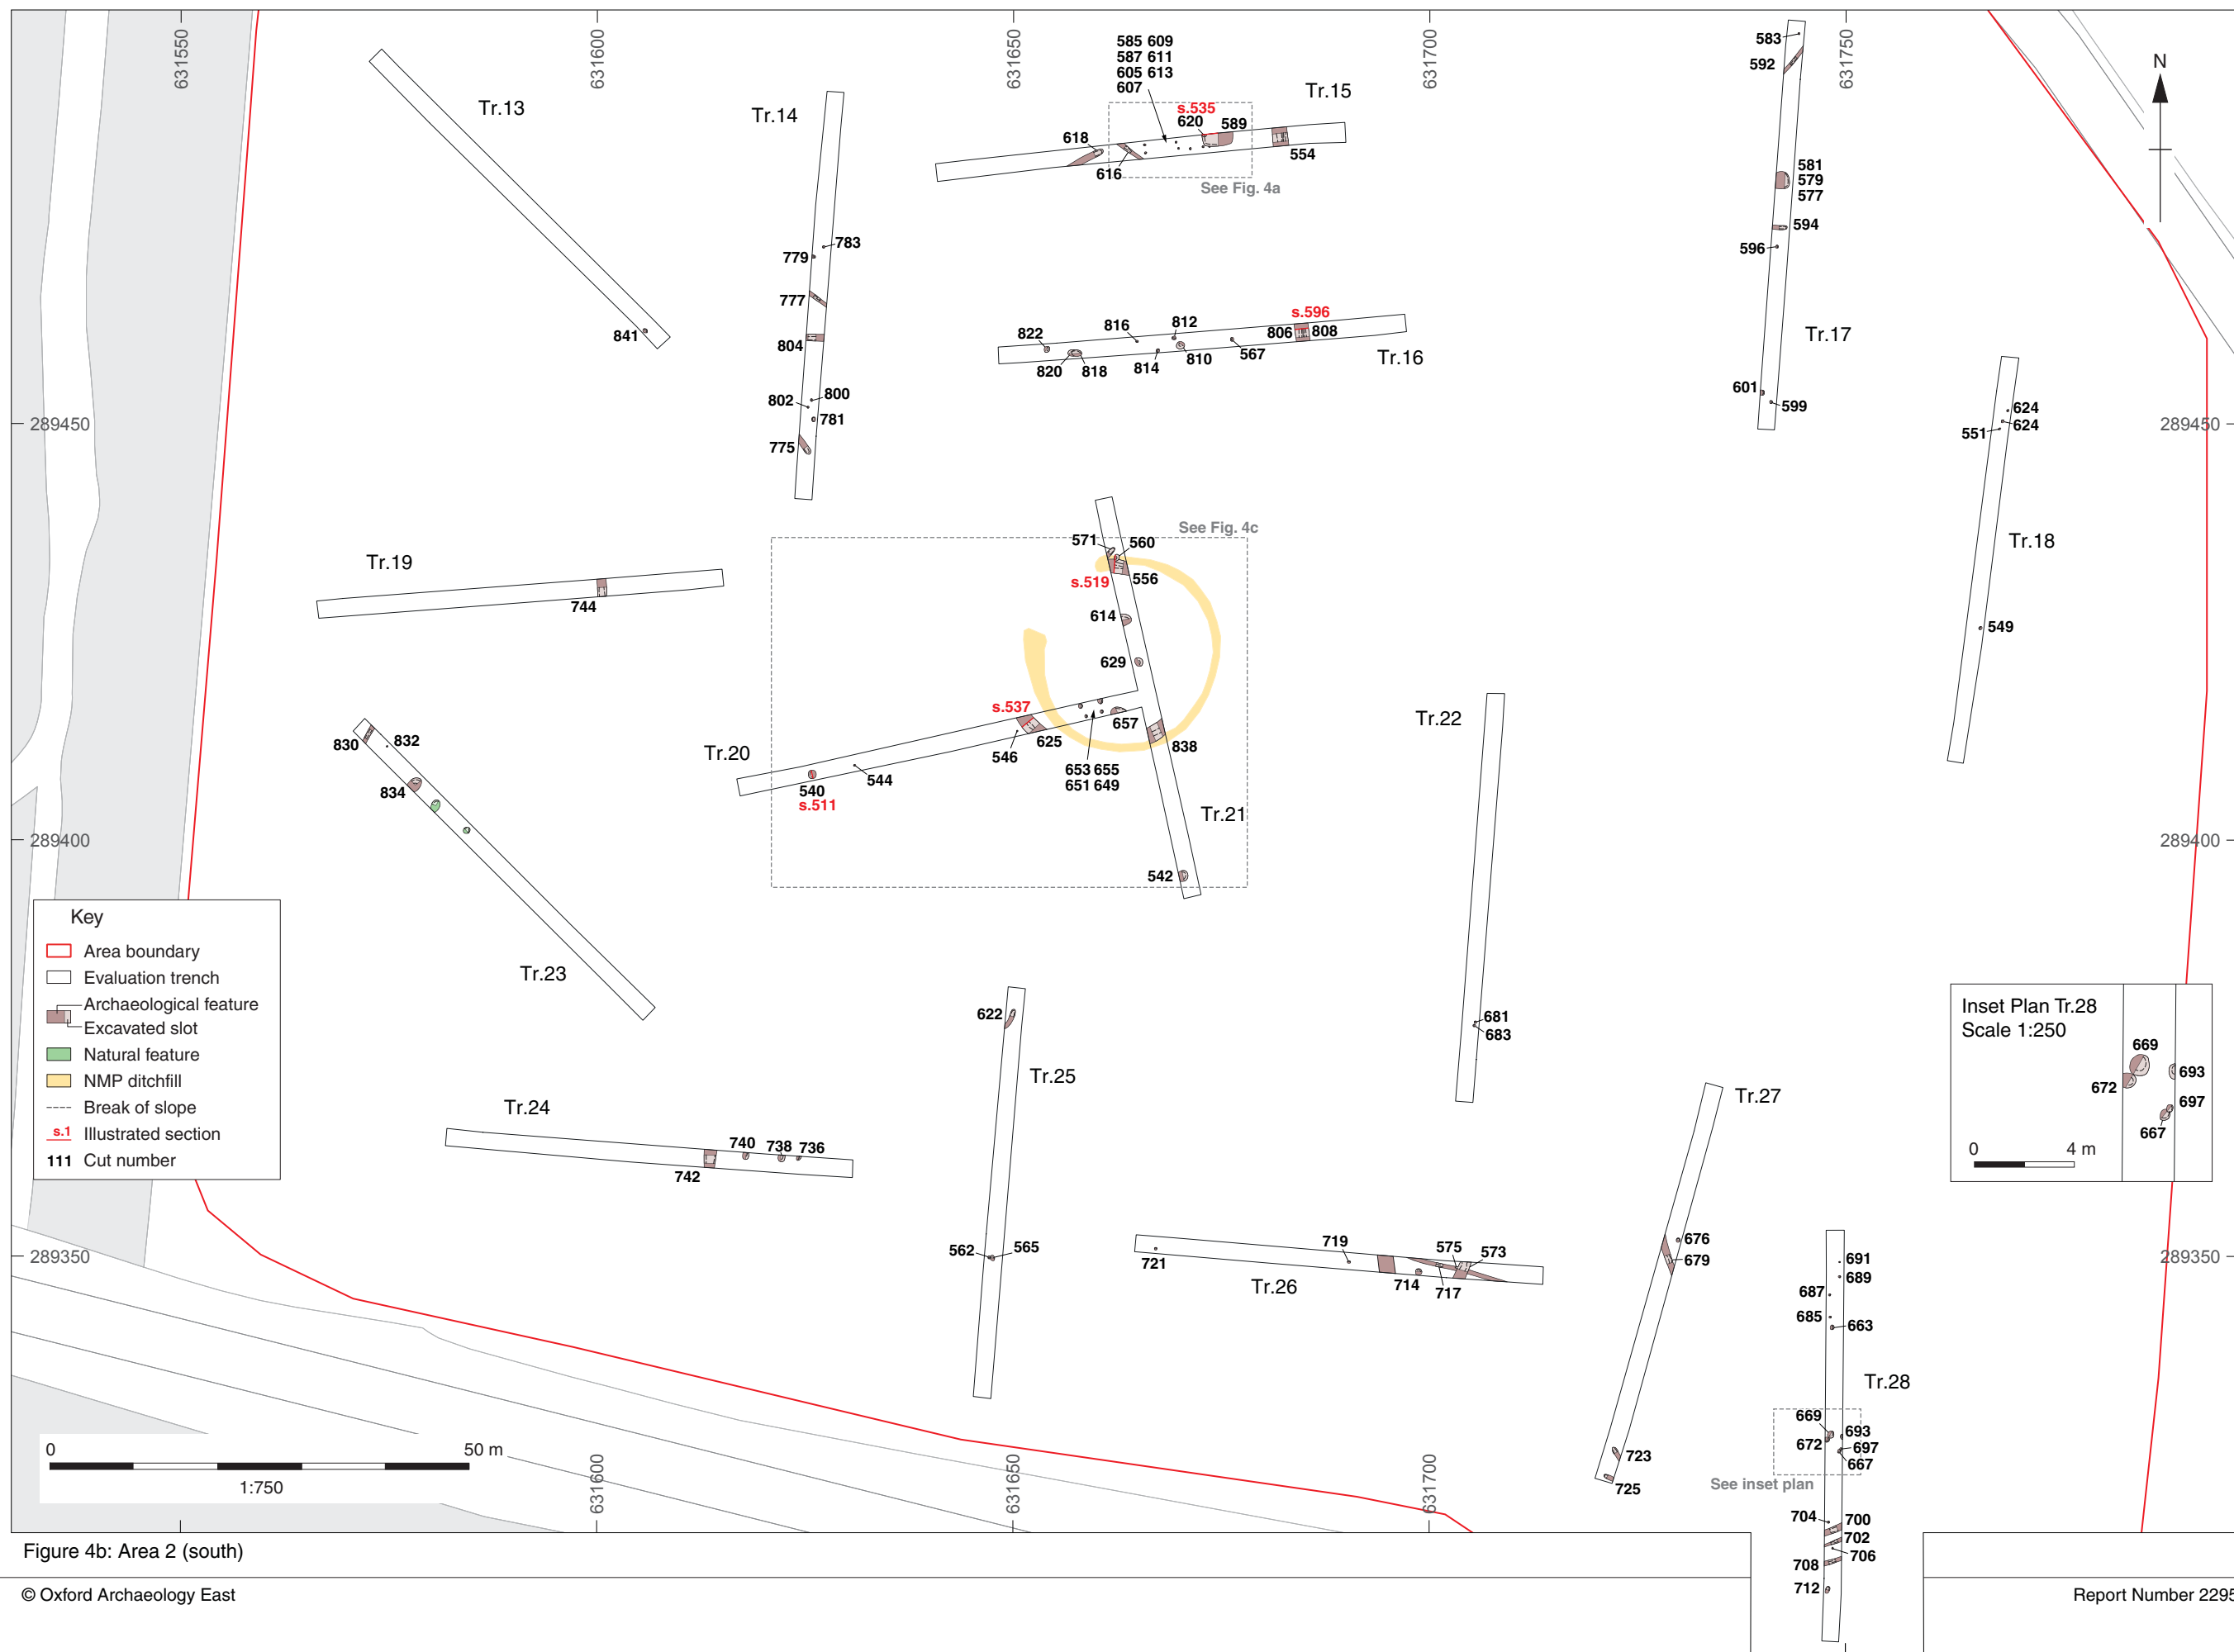 631550
631600
631650
631700
631750
N
Tr.13
841
Tr.14
783
779
777
804
800
802
781
775
585 609
587 611
605 613
607
Tr.15
s.535
620
589
618
616
554
See Fig. 4a
583
592
581
579
577
594
596
Tr.17
601
599
822
816
812
s.596
806
808
820
818
814
810
567
Tr.16
289450
289450
624
624
551
Tr.18
549
See Fig. 4c
571
560
s.519
556
614
629
s.537
657
625
546
838
653 655
651 649
Tr.20
544
540
s.511
Tr.21
542
Tr.19
744
830
832
834
Tr.23
Tr.22
681
683
289400
289400
Key
Area boundary
Evaluation trench
Archaeological feature
Excavated slot
Natural feature
NMP ditchfill
Break of slope
s.1 Illustrated section
111 Cut number
Inset Plan Tr.28
Scale 1:250
669
693
672
697
667
0 4 m
622
Tr.25
562
565
Tr.24
740
738
736
742
Tr.27
676
679
723
725
719
575
573
721
714
717
Tr.26
289350
289350
691
689
687
685
663
Tr.28
669
693
672
697
667
See inset plan
704
700
702
706
708
712
0 50 m
1:750
631600
631650
631700
Figure 4b: Area 2 (south)
© Oxford Archaeology East
Report Number 2295